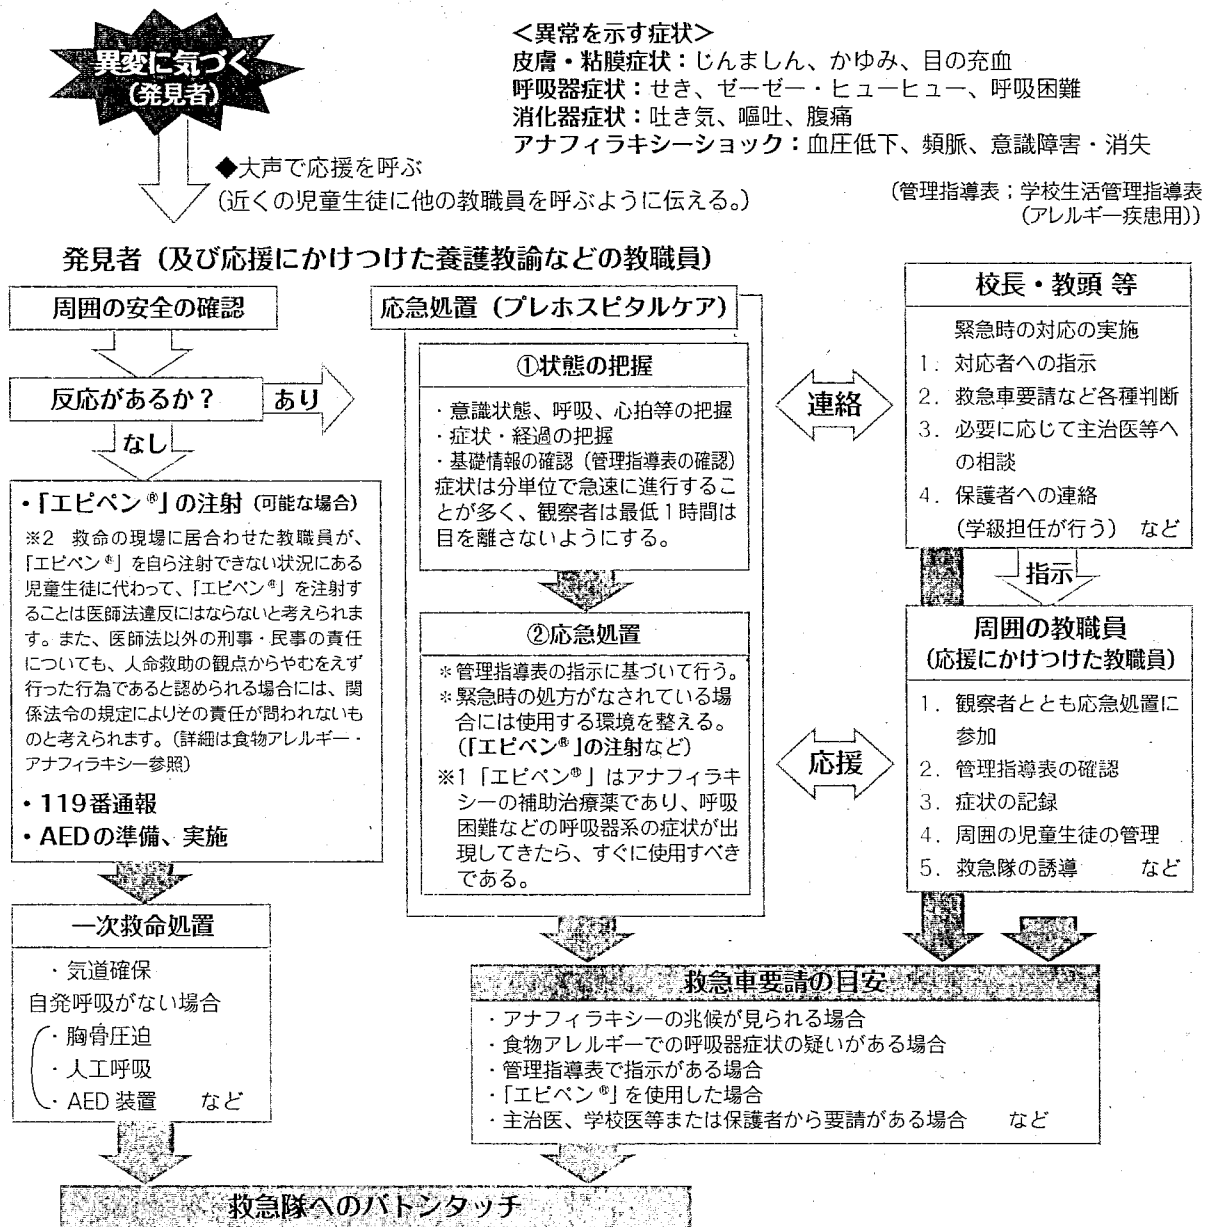 異変に気づく
(発見者)
<異常を示す症状>
皮膚・粘膜症状：じんましん、かゆみ、目の充血
呼吸器症状：せき、ゼーゼー・ヒューヒュー、呼吸困難
消化器症状：吐き気、嘔吐、腹痛
アナフィラキシーショック：血圧低下、頻脈、意識障害・消失
◆大声で応援を呼ぶ
(近くの児童生徒に他の教職員を呼ぶように伝える。)
(管理指導表；学校生活管理指導表
(アレルギー疾患用))
発見者（及び応援にかけつけた養護教諭などの教職員）
周囲の安全の確認
反応があるか？
あり
なし
・「エピペン®」の注射（可能な場合）
※2 救命の現場に居合わせた教職員が、
「エピペン®」を自ら注射できない状況にある
児童生徒に代わって、「エピペン®」を注射す
ることは医師法違反にはならないと考えられま
す。また、医師法以外の刑事・民事の責任
についても、人命救助の観点からやむをえず
行った行為であると認められる場合には、関
係法令の規定によりその責任が問われないも
のと考えられます。（詳細は食物アレルギー・
アナフィラキシー参照）
・119番通報
・AEDの準備、実施
一次救命処置
・気道確保
自発呼吸がない場合
・胸骨圧迫
・人工呼吸
・AED装置 など
応急処置（プレホスピタルケア）
①状態の把握
・意識状態、呼吸、心拍等の把握
・症状・経過の把握
・基礎情報の確認（管理指導表の確認）
症状は分単位で急速に進行するこ
とが多く、観察者は最低1時間は
目を離さないようにする。
②応急処置
＊管理指導表の指示に基づいて行う。
＊緊急時の処方がなされている場
合には使用する環境を整える。
（「エピペン®」の注射など）
※1「エピペン®」はアナフィラキ
シーの補助治療薬であり、呼吸
困難などの呼吸器系の症状が出
現してきたら、すぐに使用すべき
である。
連絡
応援
校長・教頭 等
緊急時の対応の実施
1. 対応者への指示
2. 救急車要請など各種判断
3. 必要に応じて主治医等へ
の相談
4. 保護者への連絡
（学級担任が行う） など
指示
周囲の教職員
（応援にかけつけた教職員）
1. 観察者ととも応急処置に
参加
2. 管理指導表の確認
3. 症状の記録
4. 周囲の児童生徒の管理
5. 救急隊の誘導 など
救急車要請の目安
・アナフィラキシーの兆候が見られる場合
・食物アレルギーでの呼吸器症状の疑いがある場合
・管理指導表で指示がある場合
・「エピペン®」を使用した場合
・主治医、学校医等または保護者から要請がある場合 など
救急隊へのバトンタッチ